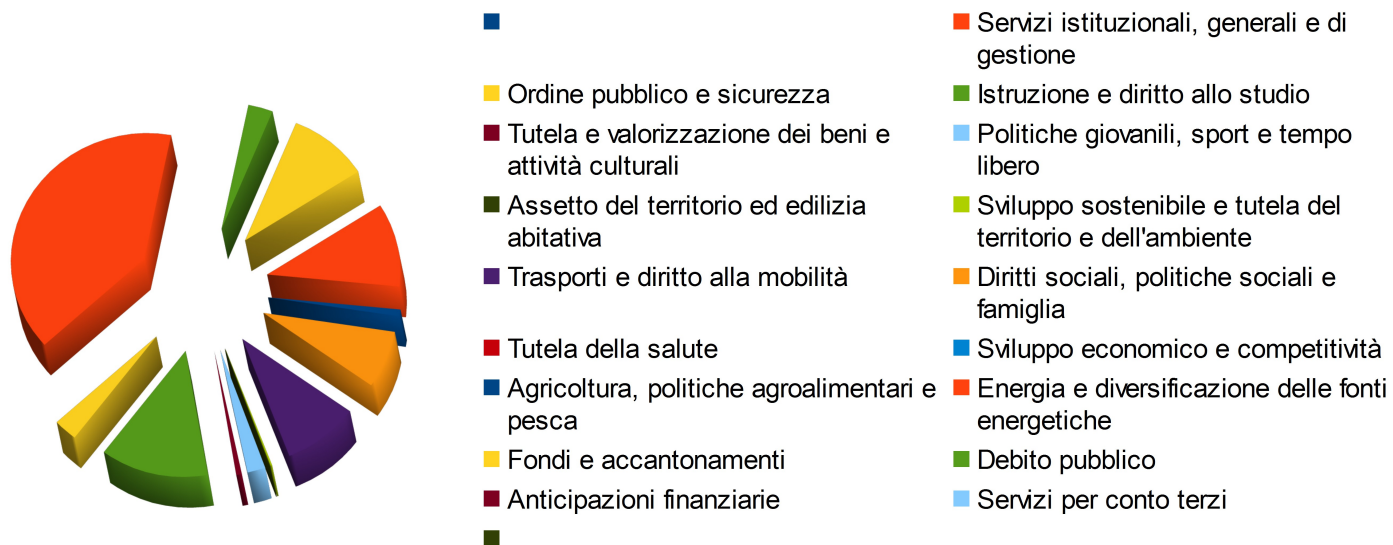 Servizi istituzionali, generali e di
gestione
Ordine pubblico e sicurezza
Istruzione e diritto allo studio
Tutela e valorizzazione dei beni e
attività culturali
Politiche giovanili, sport e tempo
libero
Assetto del territorio ed edilizia
abitativa
Sviluppo sostenibile e tutela del
territorio e dell'ambiente
Trasporti e diritto alla mobilità
Diritti sociali, politiche sociali e
famiglia
Tutela della salute
Sviluppo economico e competitività
Agricoltura, politiche agroalimentari e
pesca
Energia e diversificazione delle fonti
energetiche
Fondi e accantonamenti
Debito pubblico
Anticipazioni finanziarie
Servizi per conto terzi